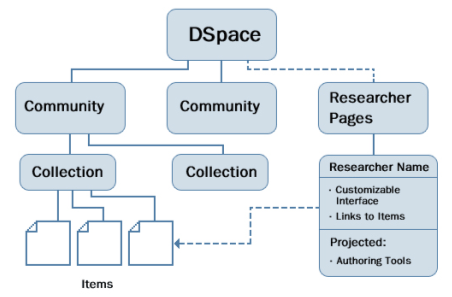 DSpace
Community
Community
Researcher
Pages
Collection
Collection
Researcher Name
· Customizable
Interface
· Links to Items
Projected:
· Authoring Tools
Items